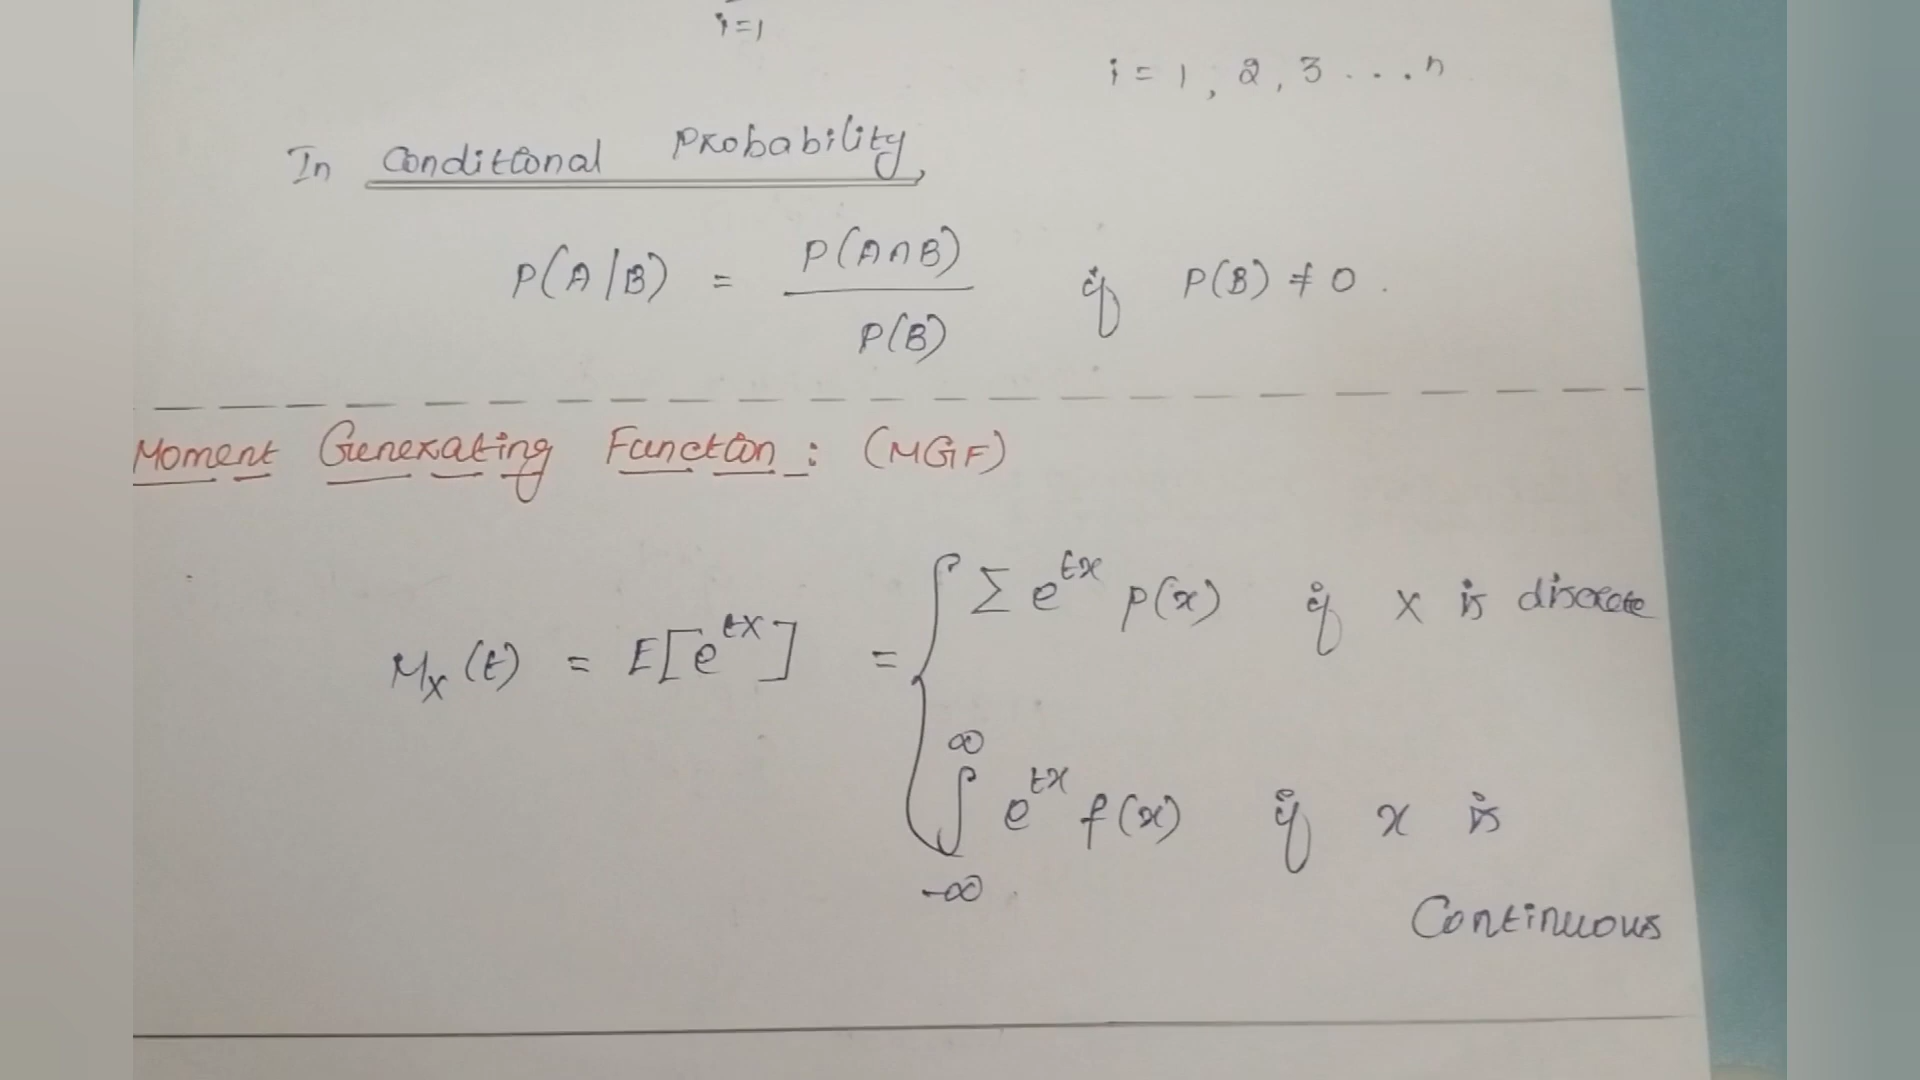 i=1
i = 1, 2, 3 ... n
In Conditional Probability,
P(A/B) = P(A∩B) / P(B) if P(B) ≠ 0.
Moment Generating Function: (MGF)
M_X(t) = E[e^{tX}] = { Σ e^{tx} p(x) if X is discrete
∫_{-∞}^{∞} e^{tx} f(x) if x is
Continuous